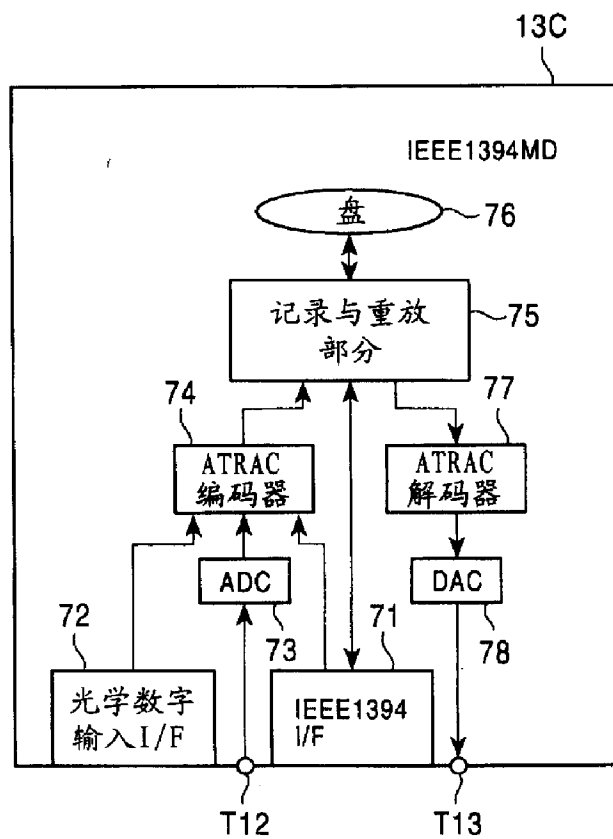 13C
IEEE1394MD
盘
76
记录与重放
部分
75
74
77
ATRAC
编码器
ATRAC
解码器
ADC
DAC
72
73
71
78
光学数字
输入I/F
IEEE1394
I/F
T12
T13